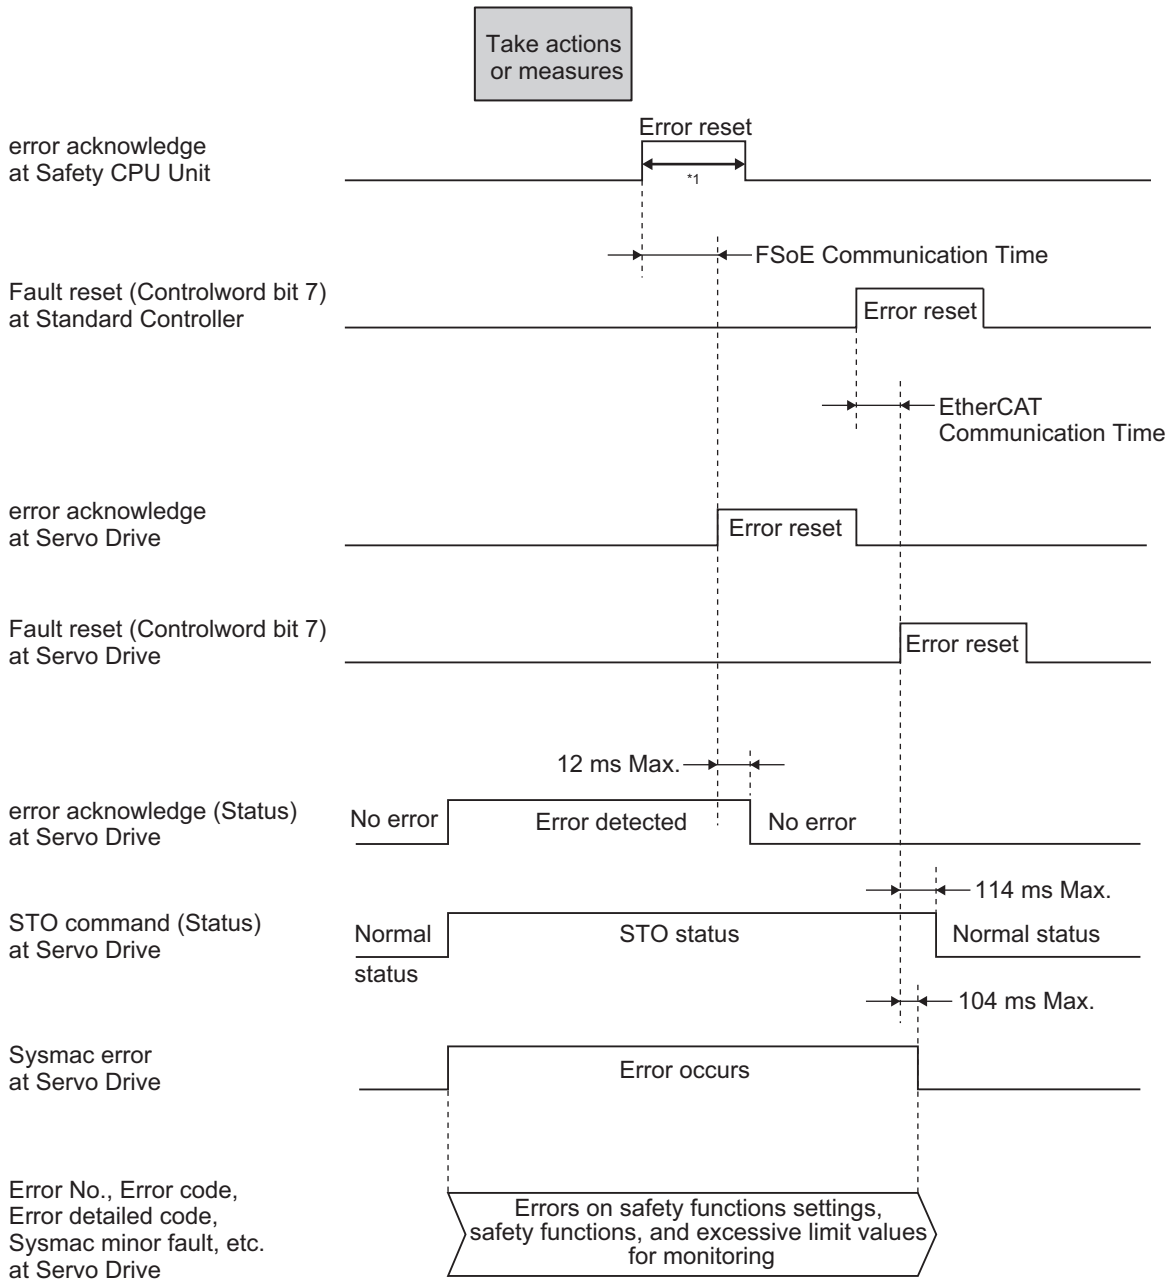 Take actions
or measures
Error reset
error acknowledge
at Safety CPU Unit
*1
FSoE Communication Time
Fault reset (Controlword bit 7)
at Standard Controller
Error reset
EtherCAT
Communication Time
error acknowledge
at Servo Drive
Error reset
Fault reset (Controlword bit 7)
at Servo Drive
Error reset
12 ms Max.
error acknowledge (Status)
at Servo Drive
No error
Error detected
No error
114 ms Max.
STO command (Status)
at Servo Drive
Normal
status
STO status
Normal status
104 ms Max.
Sysmac error
at Servo Drive
Error occurs
Error No., Error code,
Error detailed code,
Sysmac minor fault, etc.
at Servo Drive
Errors on safety functions settings,
safety functions, and excessive limit values
for monitoring